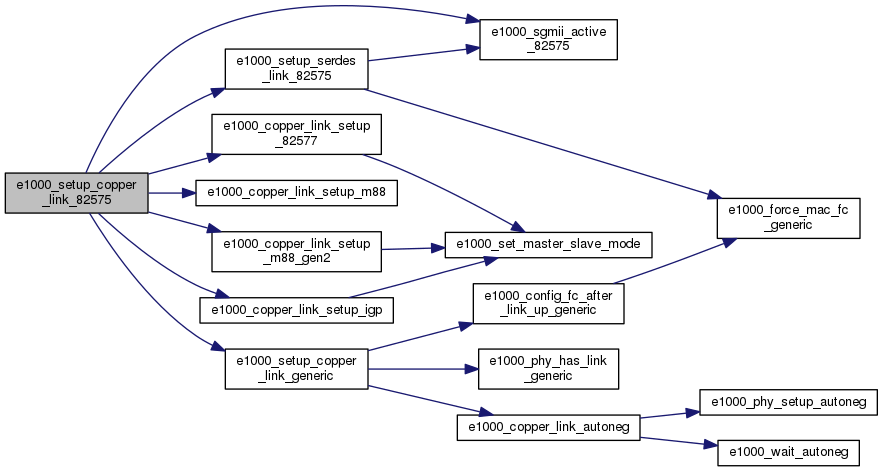 e1000_setup_copper
_link_82575
e1000_sgmii_active
_82575
e1000_setup_serdes
_link_82575
e1000_copper_link_setup
_82577
e1000_copper_link_setup_m88
e1000_copper_link_setup
_m88_gen2
e1000_copper_link_setup_igp
e1000_setup_copper
_link_generic
e1000_set_master_slave_mode
e1000_config_fc_after
_link_up_generic
e1000_phy_has_link
_generic
e1000_copper_link_autoneg
e1000_force_mac_fc
_generic
e1000_phy_setup_autoneg
e1000_wait_autoneg